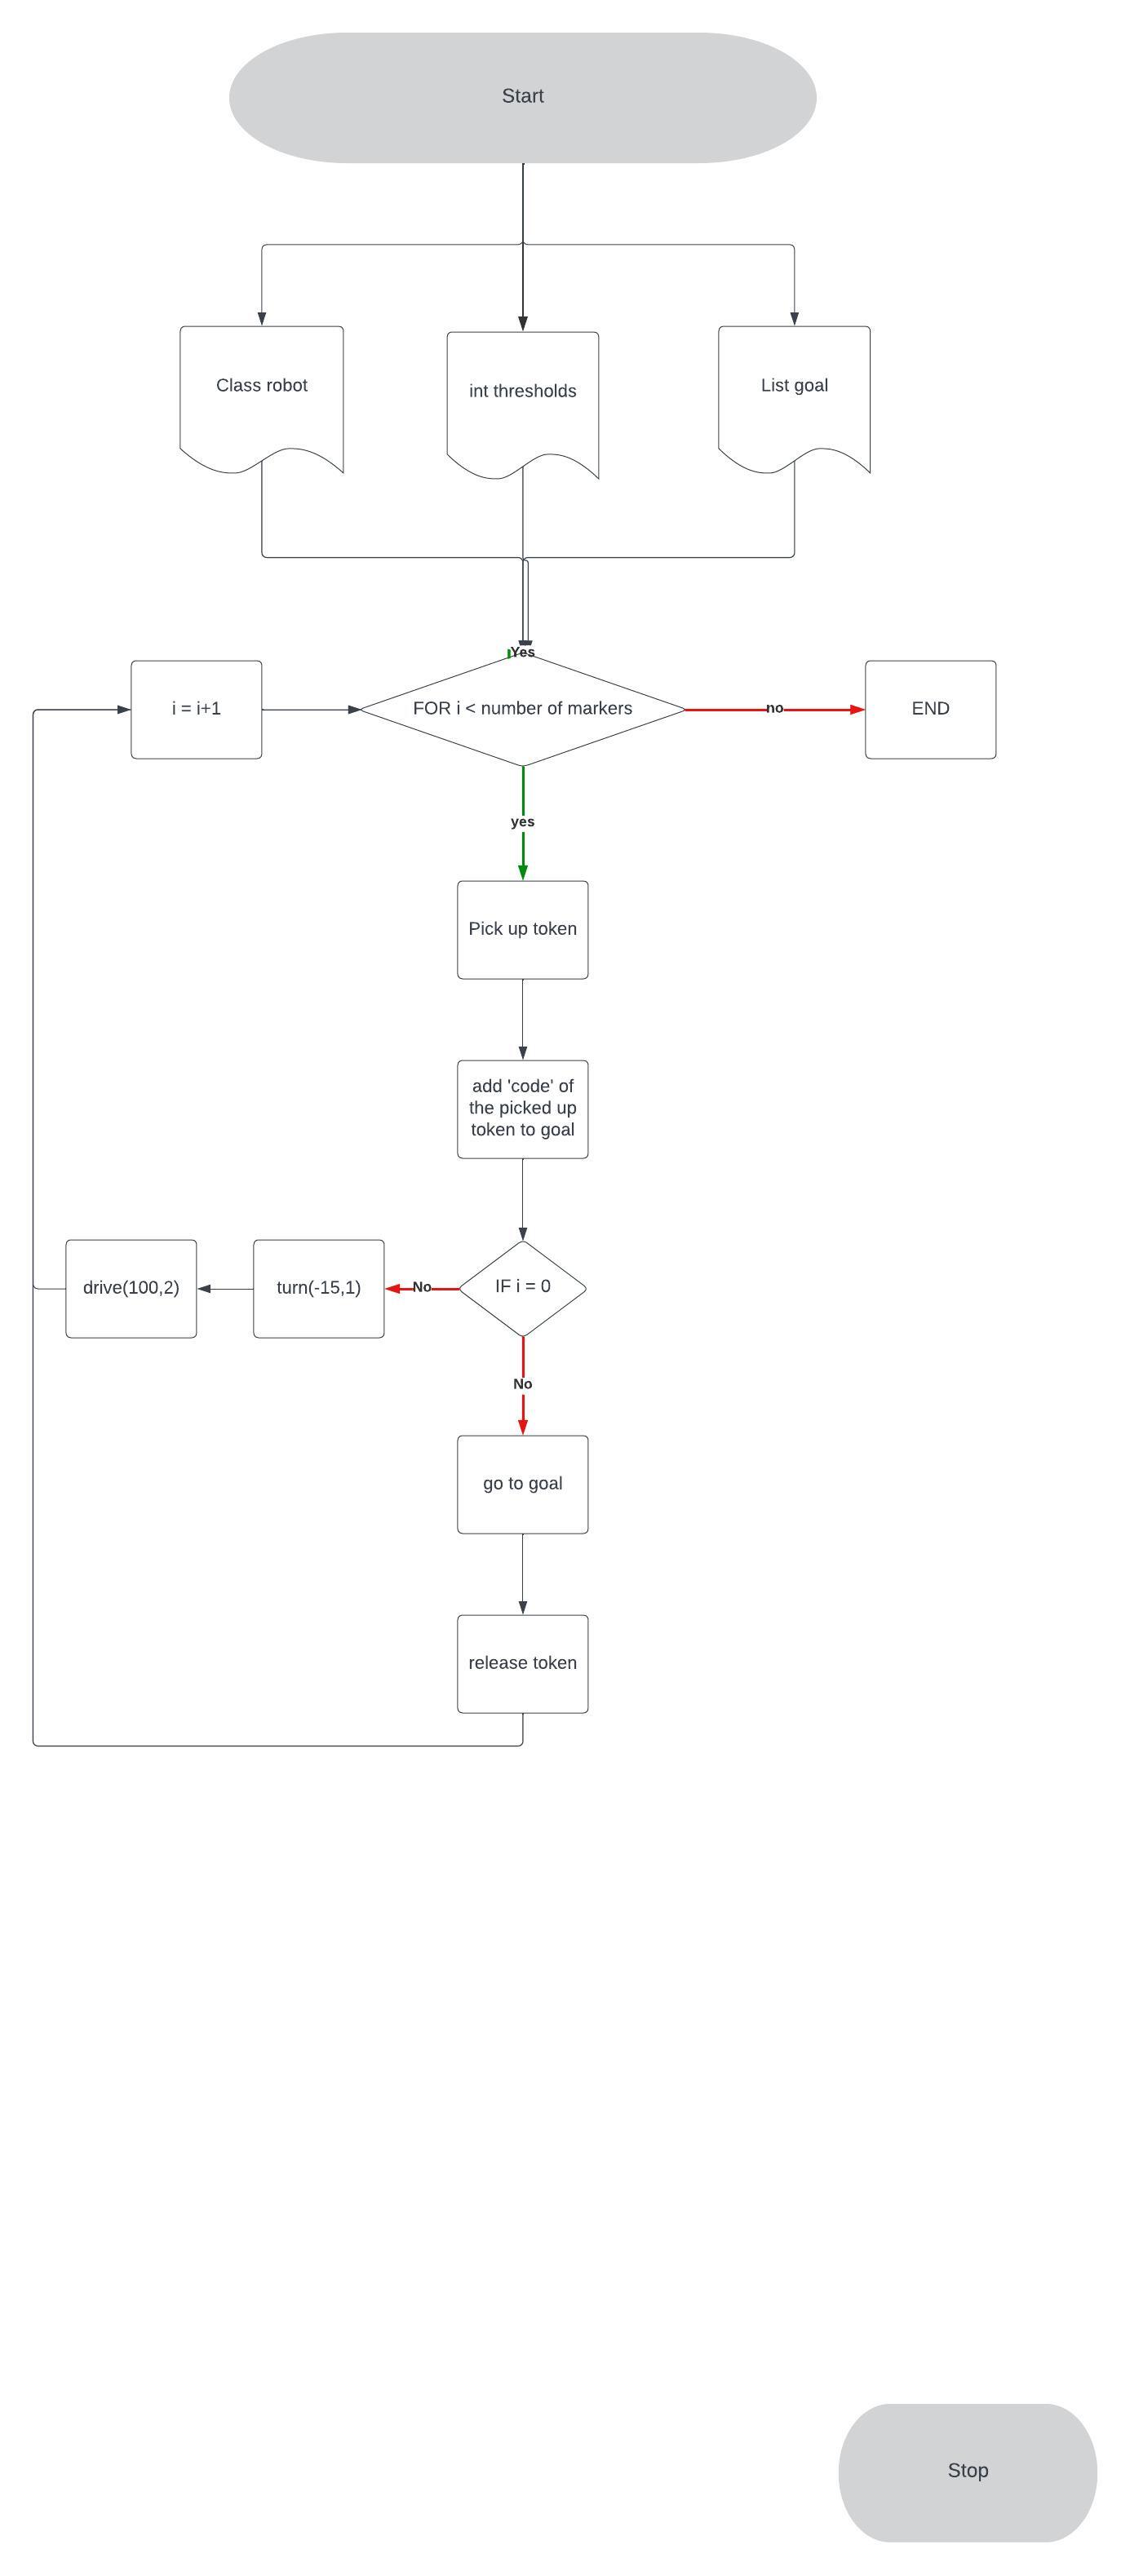 Start
Class robot
int thresholds
List goal
Yes
i = i+1
FOR i < number of markers
no
END
yes
Pick up token
add 'code' of
the picked up
token to goal
drive(100,2)
turn(-15,1)
No
IF i = 0
No
go to goal
release token
Stop